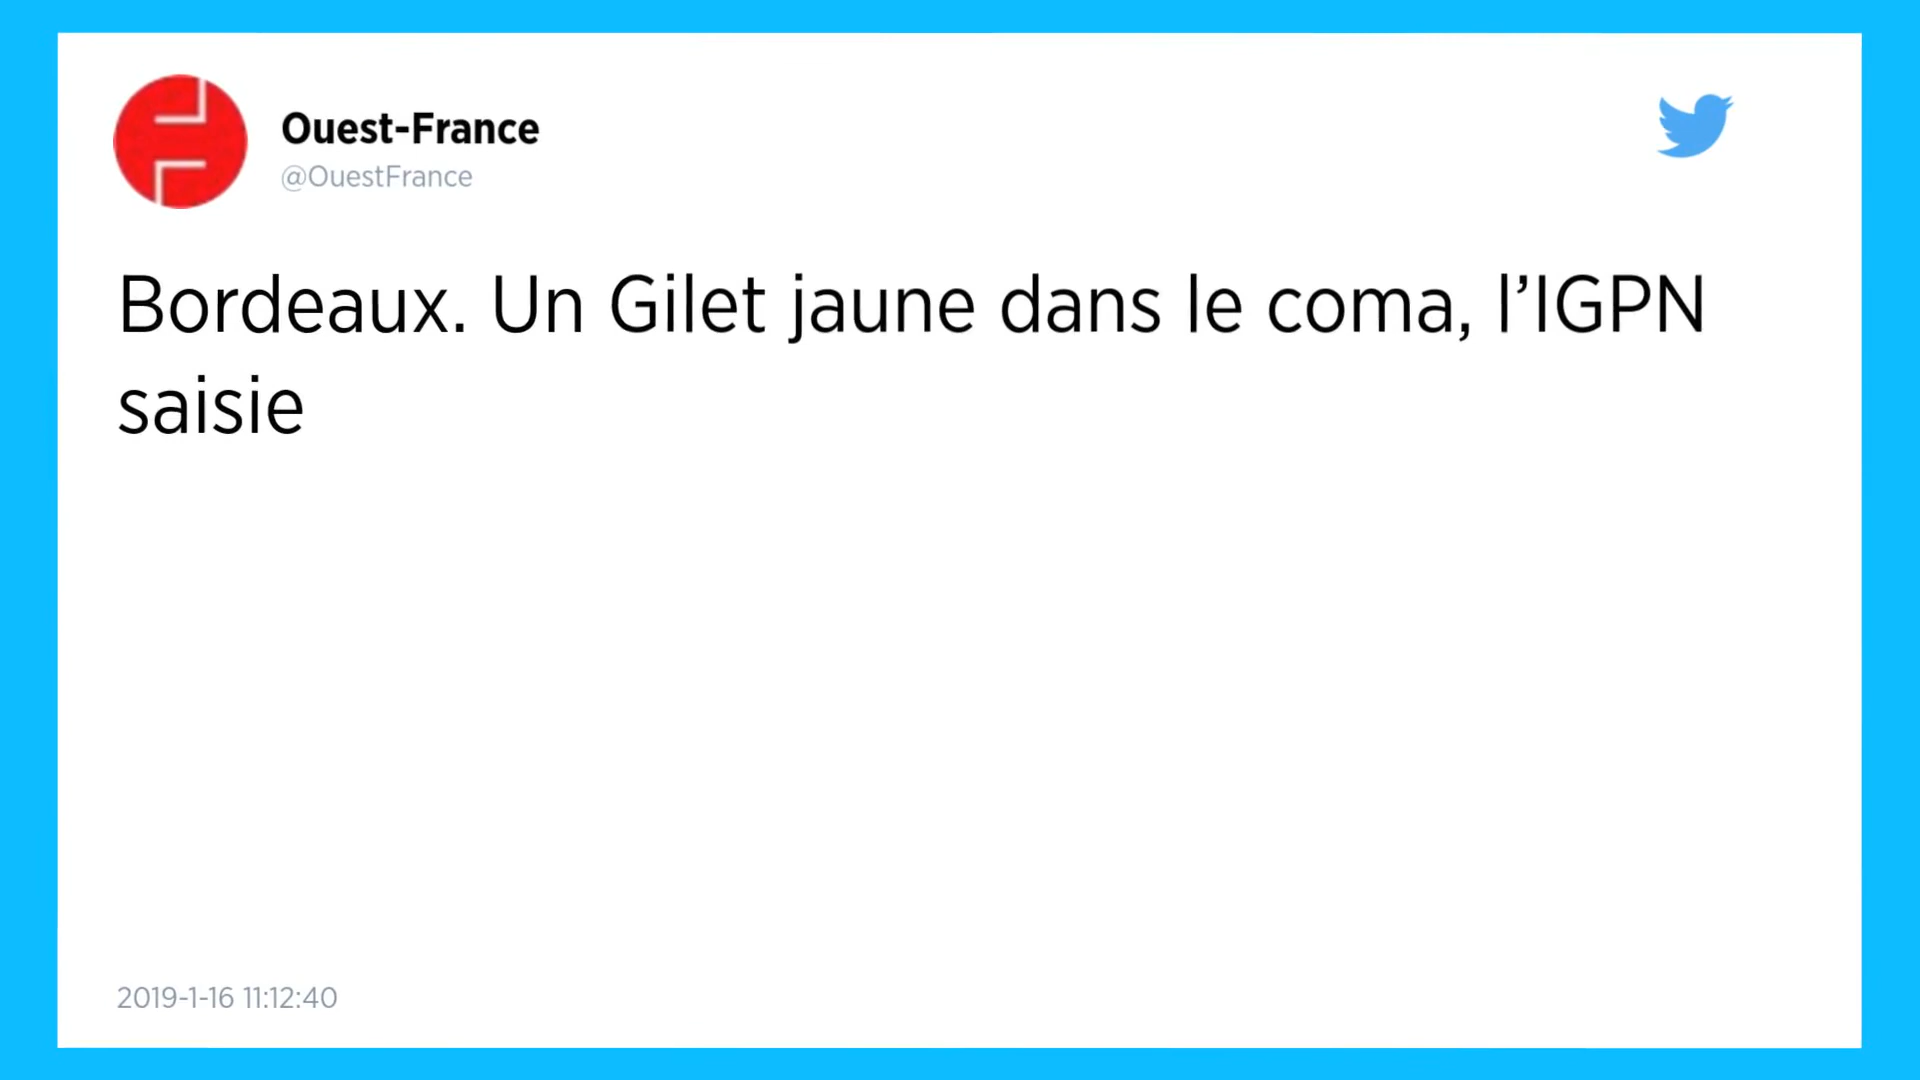 Ouest-France
@OuestFrance
Bordeaux. Un Gilet jaune dans le coma, l’IGPN
saisie
2019-1-16 11:12:40